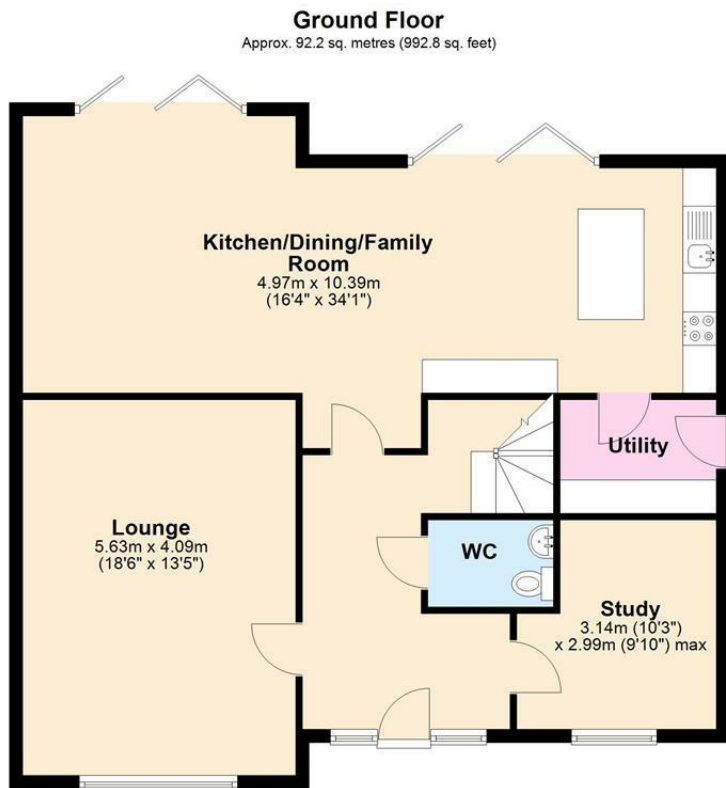 Ground Floor
Approx. 92.2 sq. metres (992.8 sq. feet)
Kitchen/Dining/Family
Room
4.97m x 10.39m
(16'4" x 34'1")
Utility
Lounge
5.63m x 4.09m
(18'6" x 13'5")
WC
Study
3.14m (10'3")
x 2.99m (9'10") max